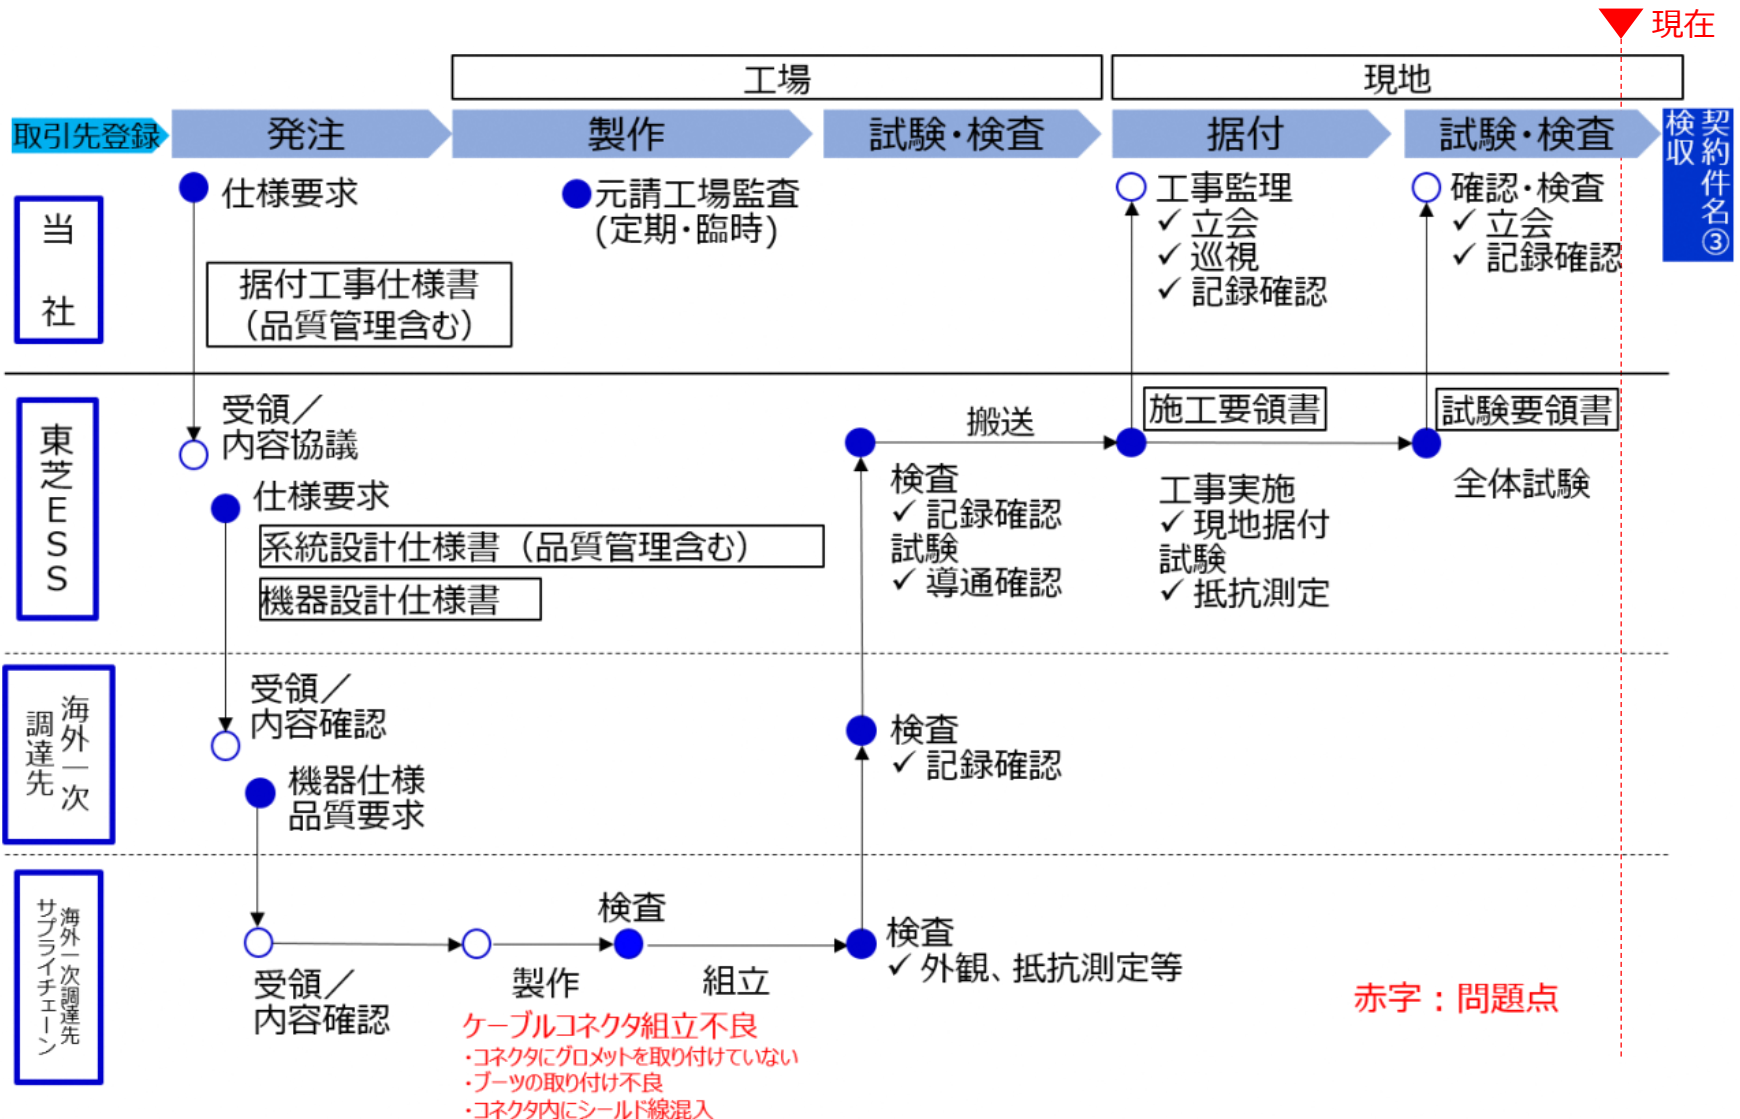 現在
工場
現地
取引先登録
発注
製作
試験・検査
据付
試験・検査
契約件名③
検収
当社
仕様要求
据付工事仕様書
（品質管理含む）
元請工場監査
(定期・臨時)
工事監理
✓ 立会
✓ 巡視
✓ 記録確認
確認・検査
✓ 立会
✓ 記録確認
東芝ESS
受領／
内容協議
仕様要求
系統設計仕様書（品質管理含む）
機器設計仕様書
検査
✓ 記録確認
試験
✓ 導通確認
搬送
施工要領書
工事実施
✓ 現地据付
試験
✓ 抵抗測定
試験要領書
全体試験
海外一次
調達先
受領／
内容確認
機器仕様
品質要求
検査
✓ 記録確認
海外一次調達先
サプライチェーン
受領／
内容確認
製作
検査
組立
検査
✓ 外観、抵抗測定等
ケーブルコネクタ組立不良
・コネクタにグロメットを取り付けていない
・ブーツの取り付け不良
・コネクタ内にシールド線混入
赤字：問題点